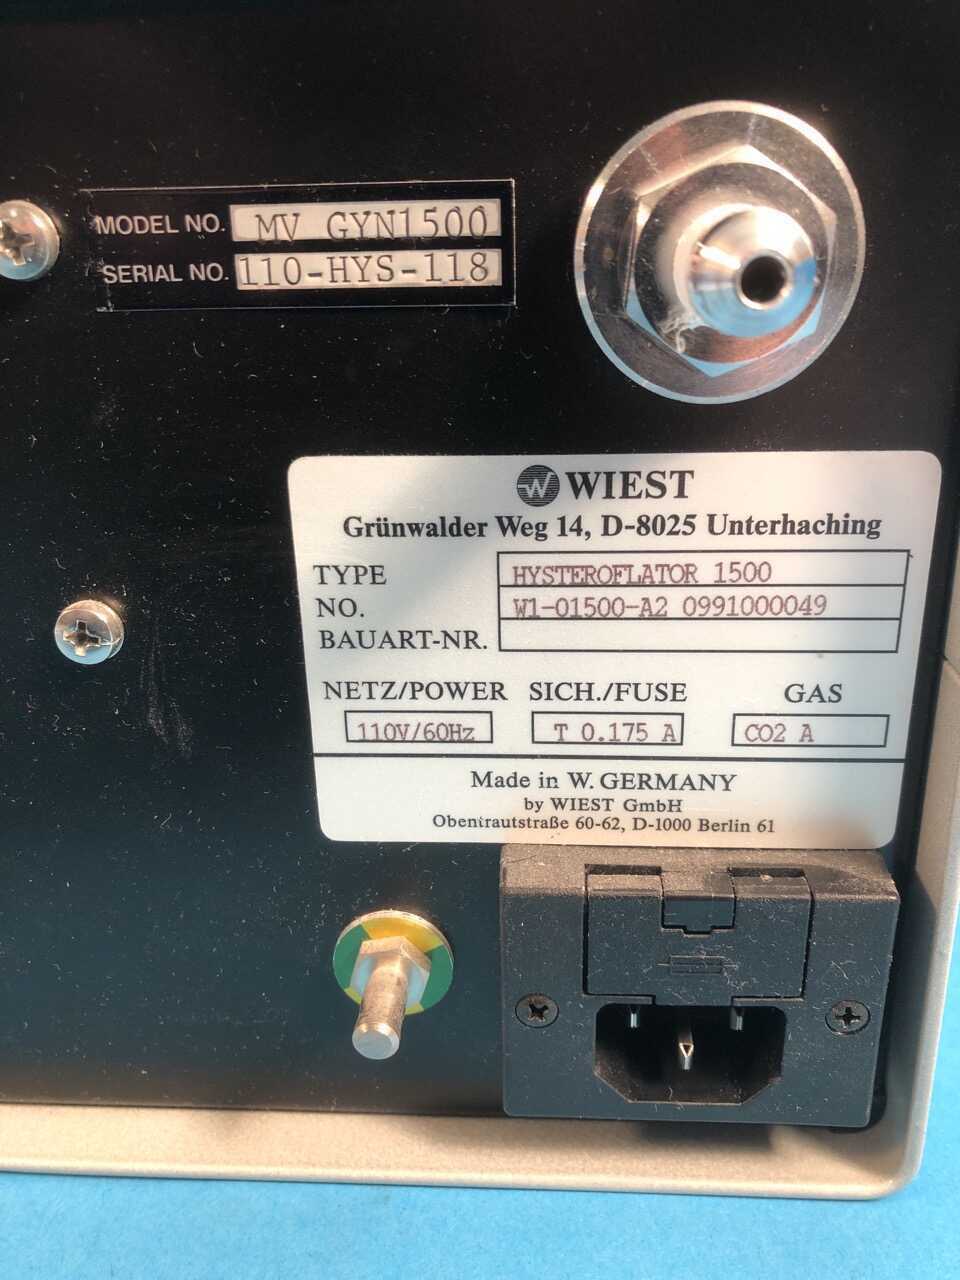 MODEL NO. MV GYN1500
SERIAL NO. 110-HYS-118
W WIEST
Grünwalder Weg 14, D-8025 Unterhaching
TYPE HYSTEROFLATOR 1500
NO. W1-01500-A2 0991000049
BAUART-NR.
NETZ/POWER SICH./FUSE GAS
110V/60Hz T 0.175 A CO2 A
Made in W. GERMANY
by WIEST GmbH
Obentrautstraße 60-62, D-1000 Berlin 61